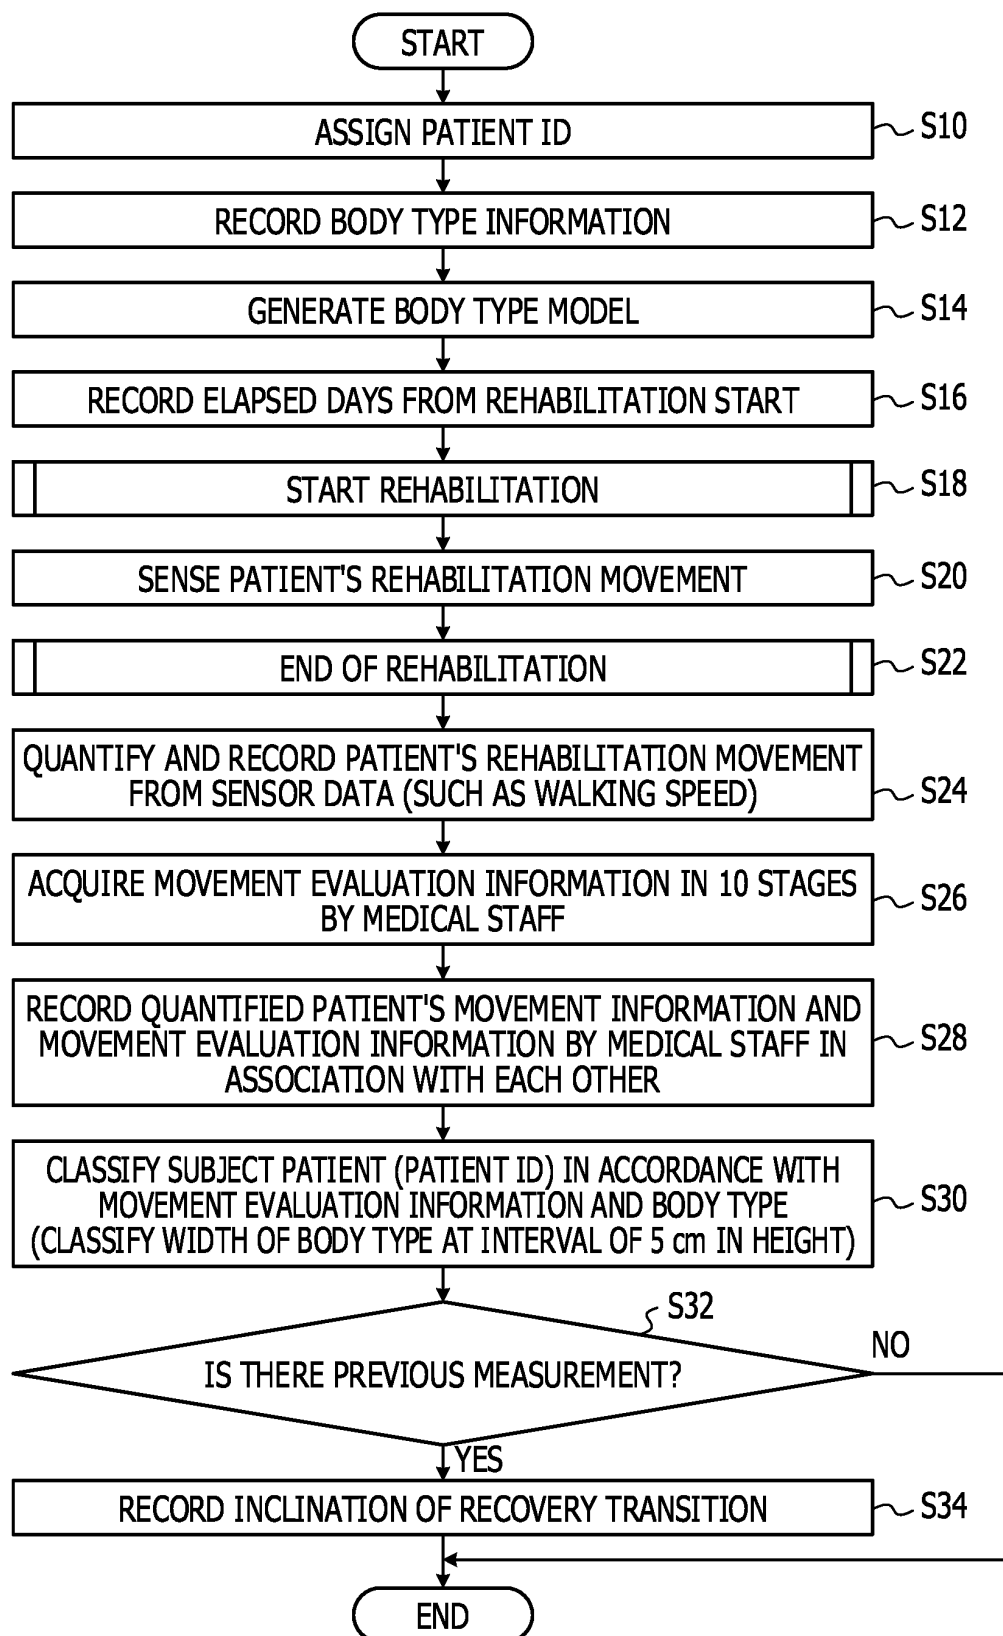 START
ASSIGN PATIENT ID
S10
RECORD BODY TYPE INFORMATION
S12
GENERATE BODY TYPE MODEL
S14
RECORD ELAPSED DAYS FROM REHABILITATION START
S16
START REHABILITATION
S18
SENSE PATIENT'S REHABILITATION MOVEMENT
S20
END OF REHABILITATION
S22
QUANTIFY AND RECORD PATIENT'S REHABILITATION MOVEMENT
FROM SENSOR DATA (SUCH AS WALKING SPEED)
S24
ACQUIRE MOVEMENT EVALUATION INFORMATION IN 10 STAGES
BY MEDICAL STAFF
S26
RECORD QUANTIFIED PATIENT'S MOVEMENT INFORMATION AND
MOVEMENT EVALUATION INFORMATION BY MEDICAL STAFF IN
ASSOCIATION WITH EACH OTHER
S28
CLASSIFY SUBJECT PATIENT (PATIENT ID) IN ACCORDANCE WITH
MOVEMENT EVALUATION INFORMATION AND BODY TYPE
(CLASSIFY WIDTH OF BODY TYPE AT INTERVAL OF 5 cm IN HEIGHT)
S30
S32
IS THERE PREVIOUS MEASUREMENT?
NO
YES
RECORD INCLINATION OF RECOVERY TRANSITION
S34
END